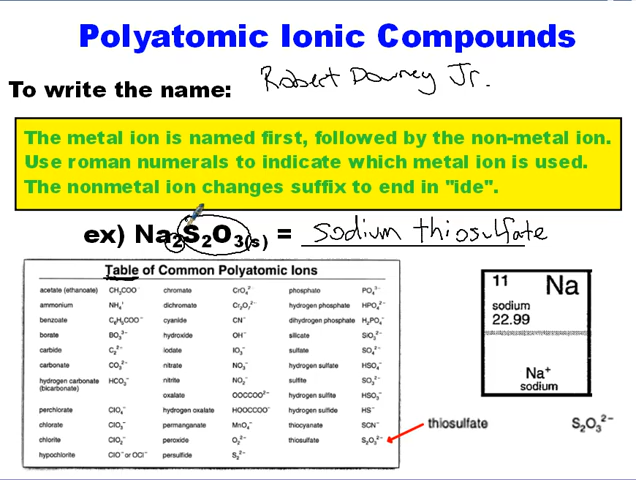 Polyatomic Ionic Compounds
To write the name: Robert Downey Jr.
The metal ion is named first, followed by the non-metal ion.
Use roman numerals to indicate which metal ion is used.
The nonmetal ion changes suffix to end in "ide".
ex) Na₂S₂O₃(s) = sodium thiosulfate
Table of Common Polyatomic Ions
acetate (ethanoate) CH₃COO⁻ chromate CrO₄²⁻ phosphate PO₄³⁻
ammonium NH₄⁺ dichromate Cr₂O₇²⁻ hydrogen phosphate HPO₄²⁻
benzoate C₆H₅COO⁻ cyanide CN⁻ dihydrogen phosphate H₂PO₄⁻
borate BO₃³⁻ hydroxide OH⁻ silicate SiO₃²⁻
carbide C₂²⁻ iodate IO₃⁻ sulfate SO₄²⁻
carbonate CO₃²⁻ nitrate NO₃⁻ hydrogen sulfate HSO₄⁻
hydrogen carbonate HCO₃⁻ nitrite NO₂⁻ sulfite SO₃²⁻
(bicarbonate) oxalate OOCCOO²⁻ hydrogen sulfite HSO₃⁻
perchlorate ClO₄⁻ hydrogen oxalate HOOCCOO⁻ hydrogen sulfide HS⁻
chlorate ClO₃⁻ permanganate MnO₄⁻ thiocyanate SCN⁻
chlorite ClO₂⁻ peroxide O₂²⁻ thiosulfate S₂O₃²⁻
hypochlorite ClO⁻ or OCl⁻ persulfide S₂²⁻
11 Na
sodium
22.99
Na⁺
sodium
thiosulfate S₂O₃²⁻